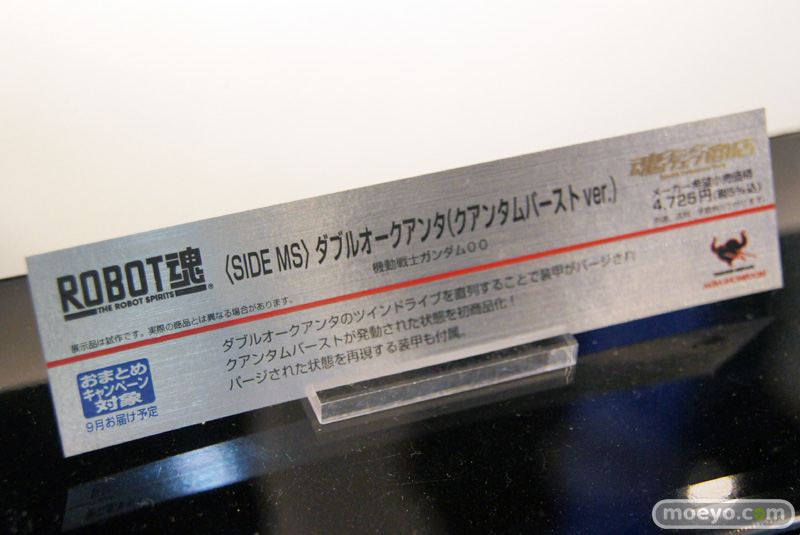 ROBOT魂
THE ROBOT SPIRITS
〈SIDE MS〉 ダブルオークアンタ(クアンタムバーストver.)
機動戦士ガンダム00
魂ウェブ商店
メーカー希望小売価格
4,725円(税5%込)
展示品は試作です。実際の商品とは異なる場合があります。
ダブルオークアンタのツインドライブを直列することで装甲がパージされ
クアンタムバーストが発動された状態を初商品化!
パージされた状態を再現する装甲も付属。
おまとめ
キャンペーン
対象
9月お届け予定
moeyo.com